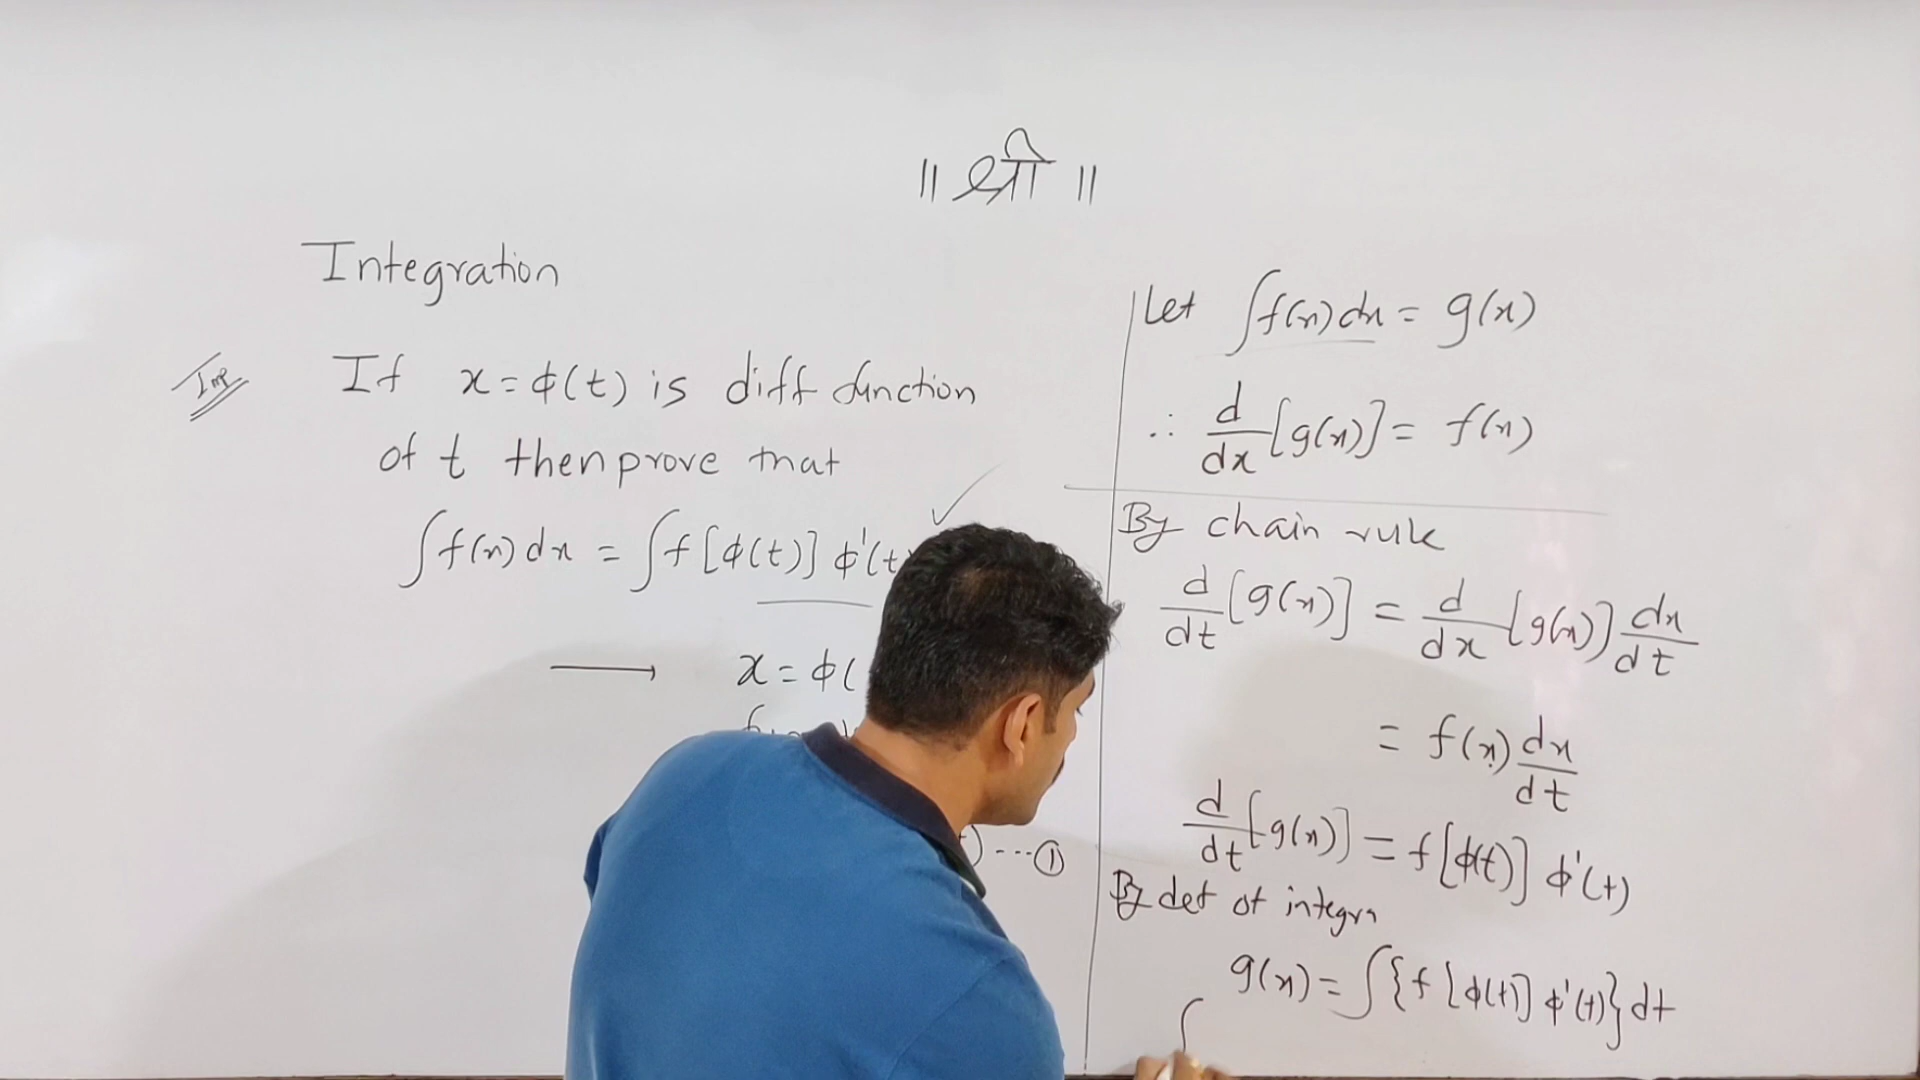 ॥ श्री ॥
Integration
Imp
If x = ϕ(t) is diff function
of t then prove that
∫f(x) dx = ∫f[ϕ(t)] ϕ'(t
⟶ x = ϕ(
) ---①
Let ∫f(x) dx = g(x)
∴ d/dx [g(x)] = f(x)
By chain rule
d/dt [g(x)] = d/dx [g(x)] dx/dt
= f(x) dx/dt
d/dt [g(x)] = f[ϕ(t)] ϕ'(t)
By def of integra
g(x) = ∫{f[ϕ(t)] ϕ'(t)} dt
∫